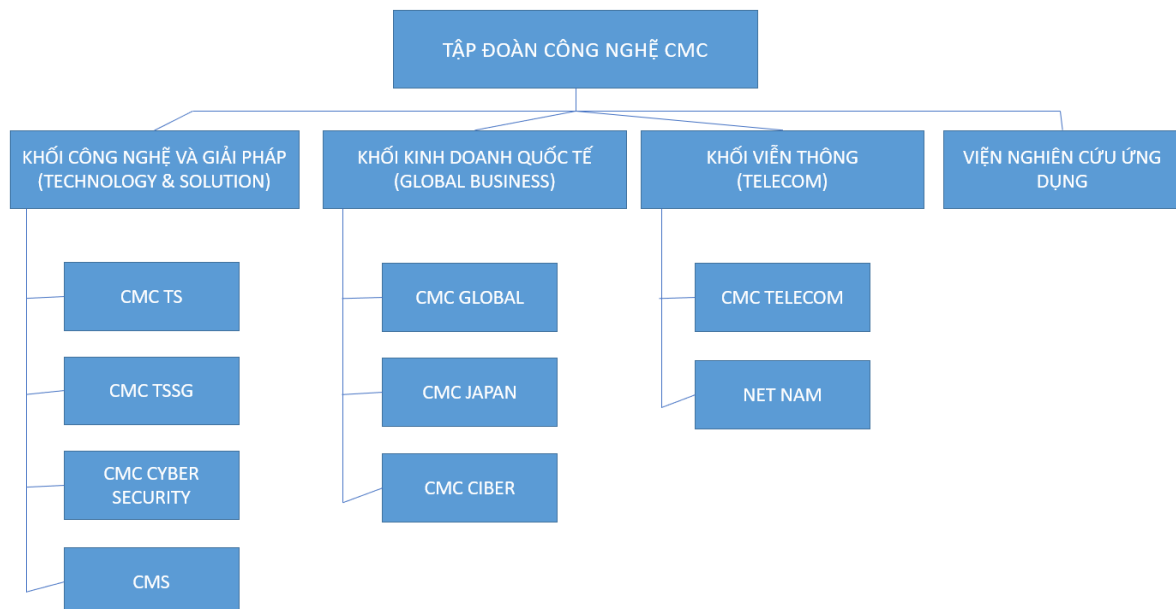 TẬP ĐOÀN CÔNG NGHỆ CMC
KHỐI CÔNG NGHỆ VÀ GIẢI PHÁP
(TECHNOLOGY & SOLUTION)
KHỐI KINH DOANH QUỐC TẾ
(GLOBAL BUSINESS)
KHỐI VIỄN THÔNG
(TELECOM)
VIỆN NGHIÊN CỨU ỨNG
DỤNG
CMC TS
CMC TSSG
CMC CYBER
SECURITY
CMS
CMC GLOBAL
CMC JAPAN
CMC CIBER
CMC TELECOM
NET NAM